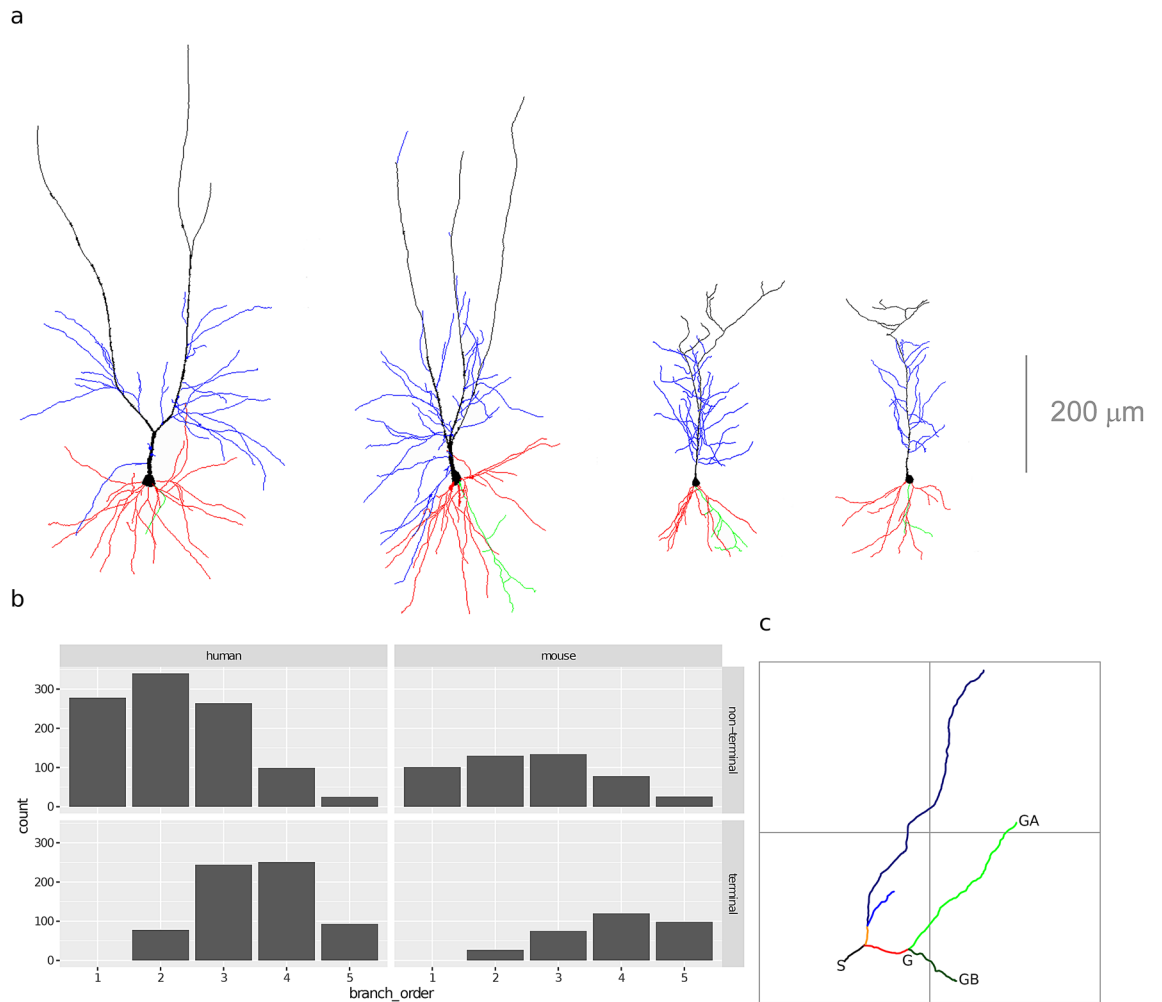 a
200 μm
b
human
mouse
300
200
100
0
non−terminal
300
200
100
0
terminal
count
1
2
3
4
5
1
2
3
4
5
branch_order
c
GA
S
G
GB